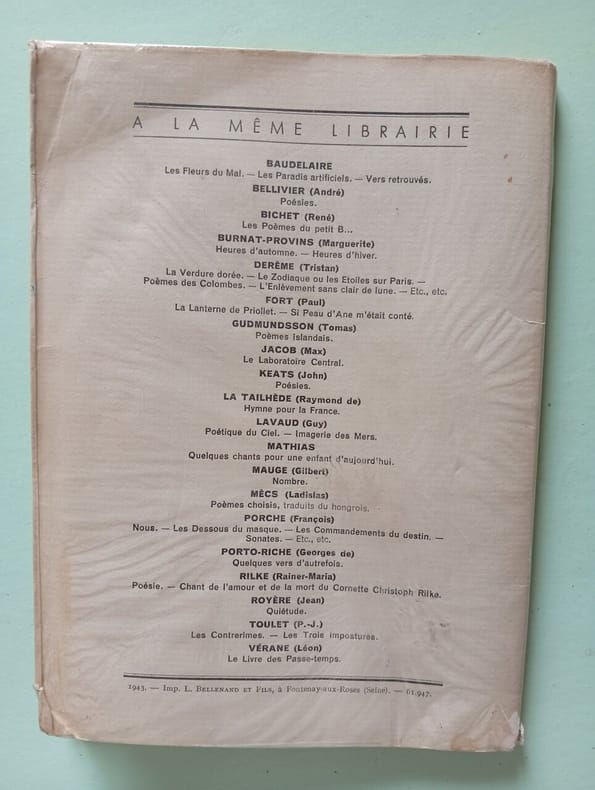 A LA MÊME LIBRAIRIE
BAUDELAIRE
Les Fleurs du Mal. — Les Paradis artificiels. — Vers retrouvés.
BELLIVIER (André)
Poésies.
BICHET (René)
Les Poèmes du petit B...
BURNAT-PROVINS (Marguerite)
Heures d'automne. — Heures d'hiver.
DERÊME (Tristan)
La Verdure dorée. — Le Zodiaque ou les Etoiles sur Paris. —
Poèmes des Colombes. — L'Enlèvement sans clair de lune. — Etc., etc.
FORT (Paul)
La Lanterne de Priollet. — Si Peau d'Ane m'était conté.
GUDMUNDSSON (Tomas)
Poèmes islandais.
JACOB (Max)
Le Laboratoire Central.
KEATS (John)
Poésies.
LA TAILHÈDE (Raymond de)
Hymne pour la France.
LAVAUD (Guy)
Poétique du Ciel. — Imagerie des Mers.
MATHIAS
Quelques chants pour une enfant d'aujourd'hui.
MAUGE (Gilbert)
Nombre.
MÈCS (Ladislas)
Poèmes choisis, traduits du hongrois.
PORCHE (François)
Nous. — Les Dessous du masque. — Les Commandements du destin. —
Sonates. — Etc., etc.
PORTO-RICHE (Georges de)
Quelques vers d'autrefois.
RILKE (Rainer-Maria)
Poésie. — Chant de l'amour et de la mort du Cornette Christoph Rilke.
ROYÈRE (Jean)
Quiétude.
TOULET (P.-J.)
Les Contrerimes. — Les Trois impostures.
VÉRANE (Léon)
Le Livre des Passe-temps.
1943. — Imp. L. BELLENAND ET FILS, à Fontenay-aux-Roses (Seine). — 61.947.